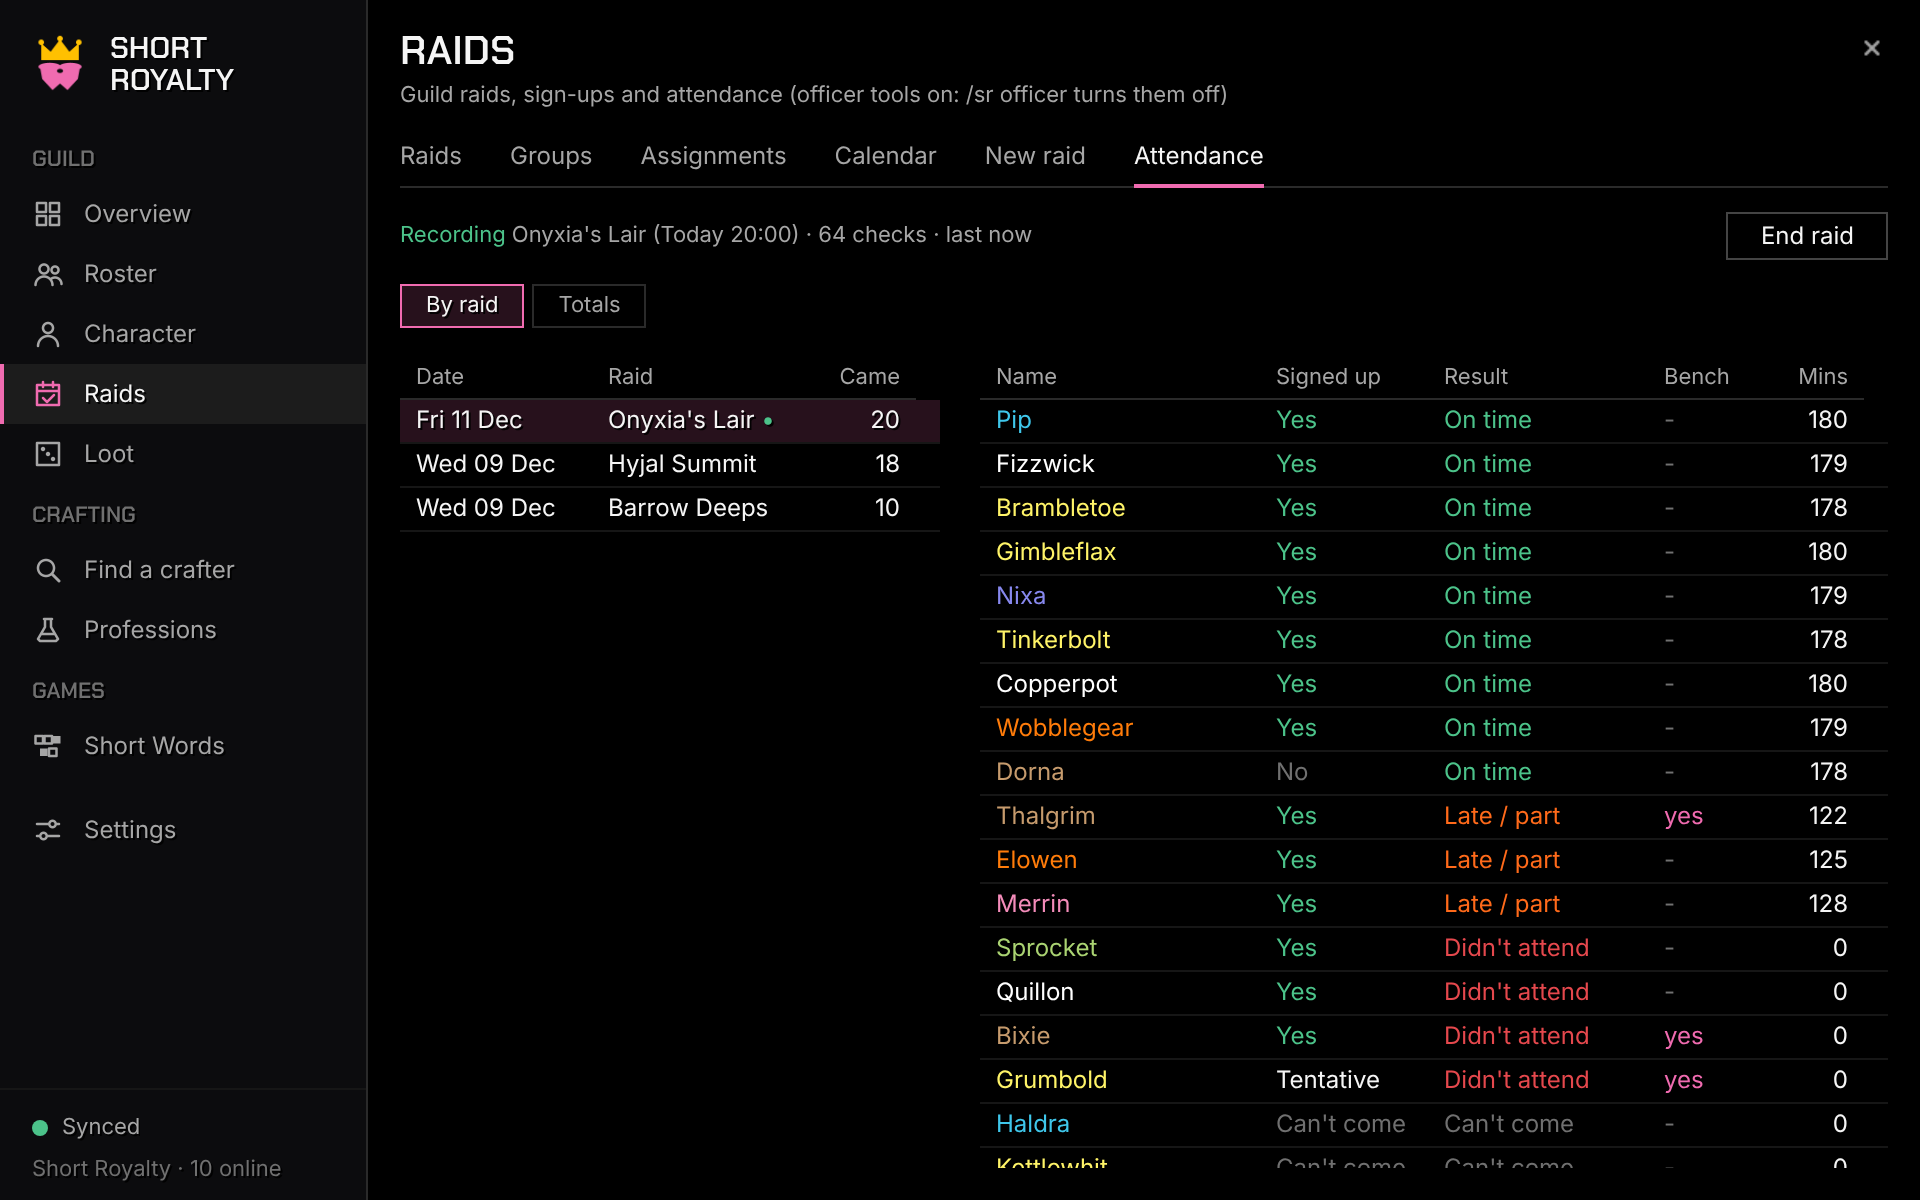 SHORT
ROYALTY
GUILD
Overview
Roster
Character
Raids
Loot
CRAFTING
Find a crafter
Professions
GAMES
Short Words
Settings
Synced
Short Royalty · 10 online
RAIDS
Guild raids, sign-ups and attendance (officer tools on: /sr officer turns them off)
Raids Groups Assignments Calendar New raid Attendance
Recording Onyxia's Lair (Today 20:00) · 64 checks · last now
End raid
By raid Totals
Date Raid Came
Fri 11 Dec Onyxia's Lair 20
Wed 09 Dec Hyjal Summit 18
Wed 09 Dec Barrow Deeps 10
Name Signed up Result Bench Mins
Pip Yes On time - 180
Fizzwick Yes On time - 179
Brambletoe Yes On time - 178
Gimbleflax Yes On time - 180
Nixa Yes On time - 179
Tinkerbolt Yes On time - 178
Copperpot Yes On time - 180
Wobblegear Yes On time - 179
Dorna No On time - 178
Thalgrim Yes Late / part yes 122
Elowen Yes Late / part - 125
Merrin Yes Late / part - 128
Sprocket Yes Didn't attend - 0
Quillon Yes Didn't attend - 0
Bixie Yes Didn't attend yes 0
Grumbold Tentative Didn't attend yes 0
Haldra Can't come Can't come - 0
Can't come Can't come - 0